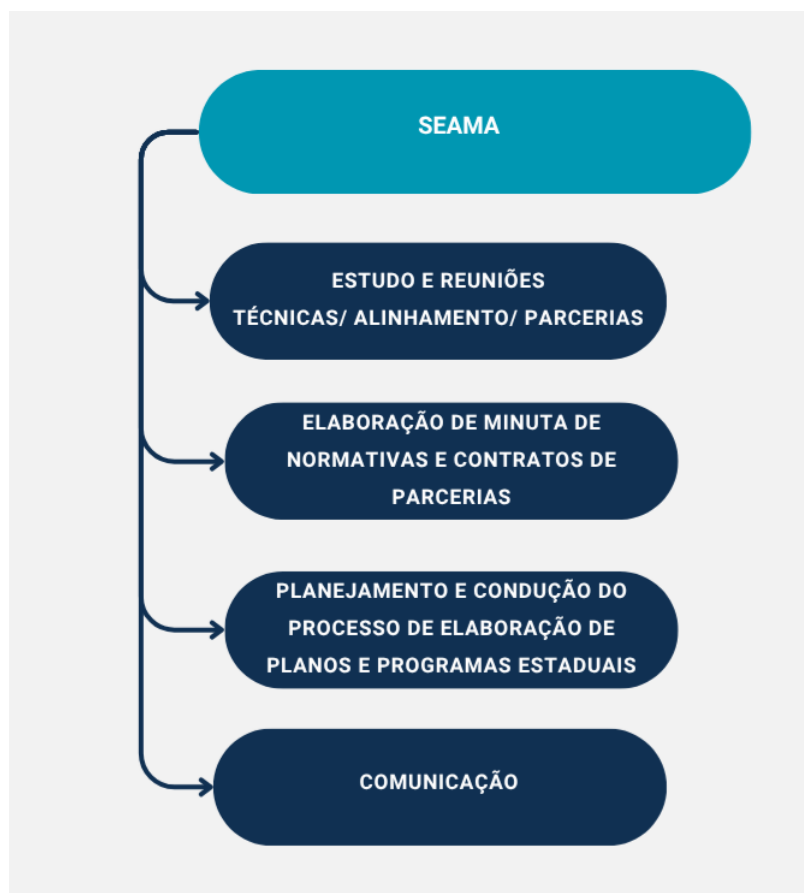 SEAMA
ESTUDO E REUNIÕES
TÉCNICAS/ ALINHAMENTO/ PARCERIAS
ELABORAÇÃO DE MINUTA DE
NORMATIVAS E CONTRATOS DE
PARCERIAS
PLANEJAMENTO E CONDUÇÃO DO
PROCESSO DE ELABORAÇÃO DE
PLANOS E PROGRAMAS ESTADUAIS
COMUNICAÇÃO